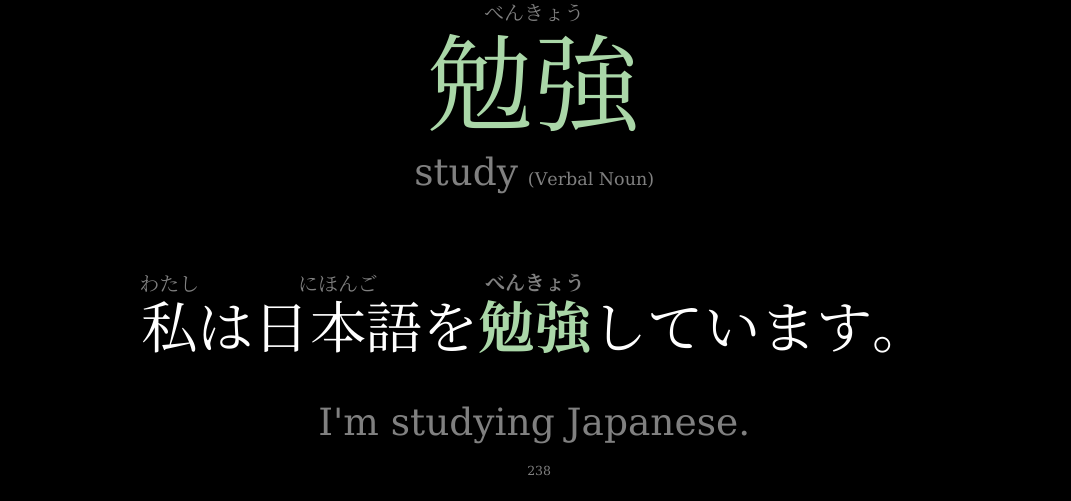 べんきょう
勉強
study (Verbal Noun)
わたし にほんご べんきょう
私は日本語を勉強しています。
I'm studying Japanese.
238